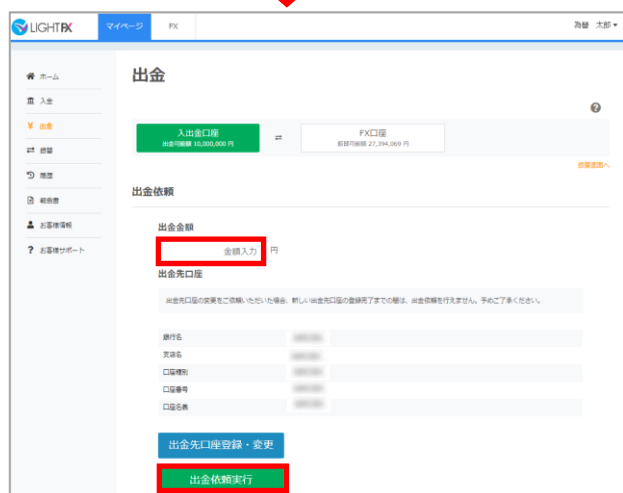 LIGHTFX
マイページ
FX
為替 太郎
ホーム
入金
出金
振替
履歴
報告書
お客様情報
お客様サポート
出金
入出金口座
出金可能額 10,000,000 円
FX口座
振替可能額 27,394,069 円
振替画面へ
出金依頼
出金金額
金額入力 円
出金先口座
出金先口座の変更をご依頼いただいた場合、新しい出金先口座の登録完了までの間は、出金依頼を行えません。予めご了承ください。
銀行名
支店名
口座種別
口座番号
口座名義
出金先口座登録・変更
出金依頼実行